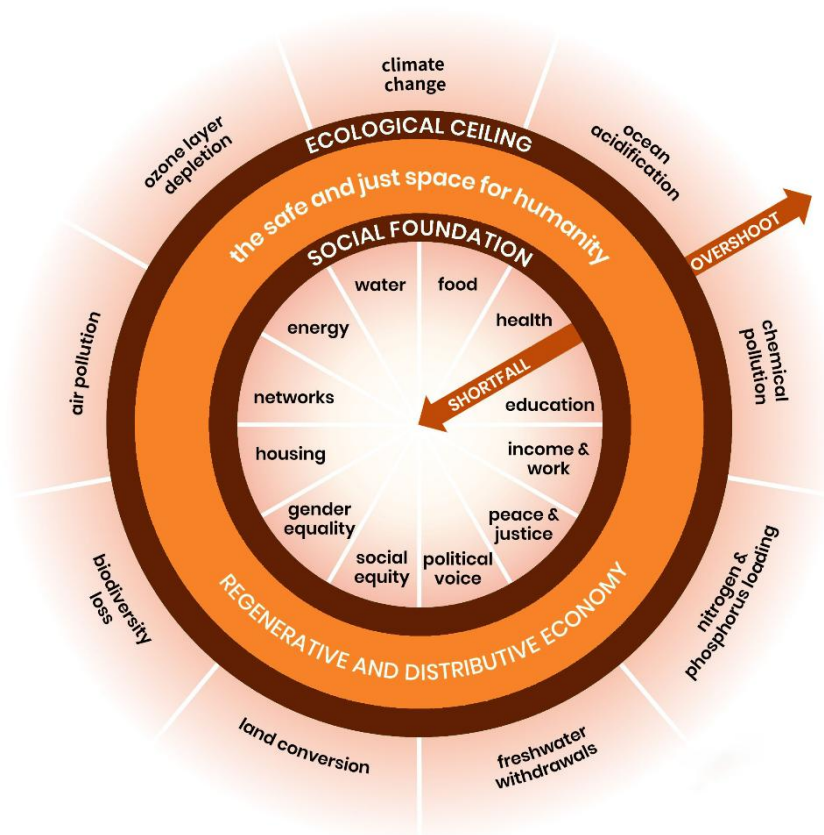 climate
change
ocean
acidification
OVERSHOOT
chemical
pollution
nitrogen &
phosphorus loading
freshwater
withdrawals
land conversion
biodiversity
loss
air pollution
ozone layer
depletion
ECOLOGICAL CEILING
the safe and just space for humanity
SOCIAL FOUNDATION
water
food
health
SHORTFALL
education
income &
work
peace &
justice
political
voice
social
equity
gender
equality
housing
networks
energy
REGENERATIVE AND DISTRIBUTIVE ECONOMY